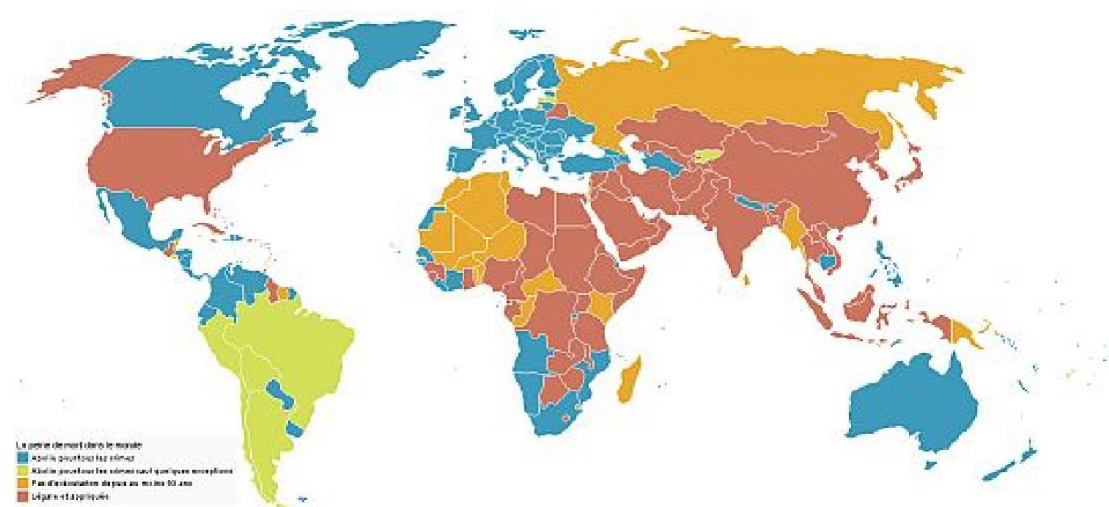 La peine de mort dans le monde
Abolie pour tous les crimes
Abolie pour tous les crimes sauf quelques exceptions
Pas d'exécution depuis au moins 10 ans
Légale et appliquée